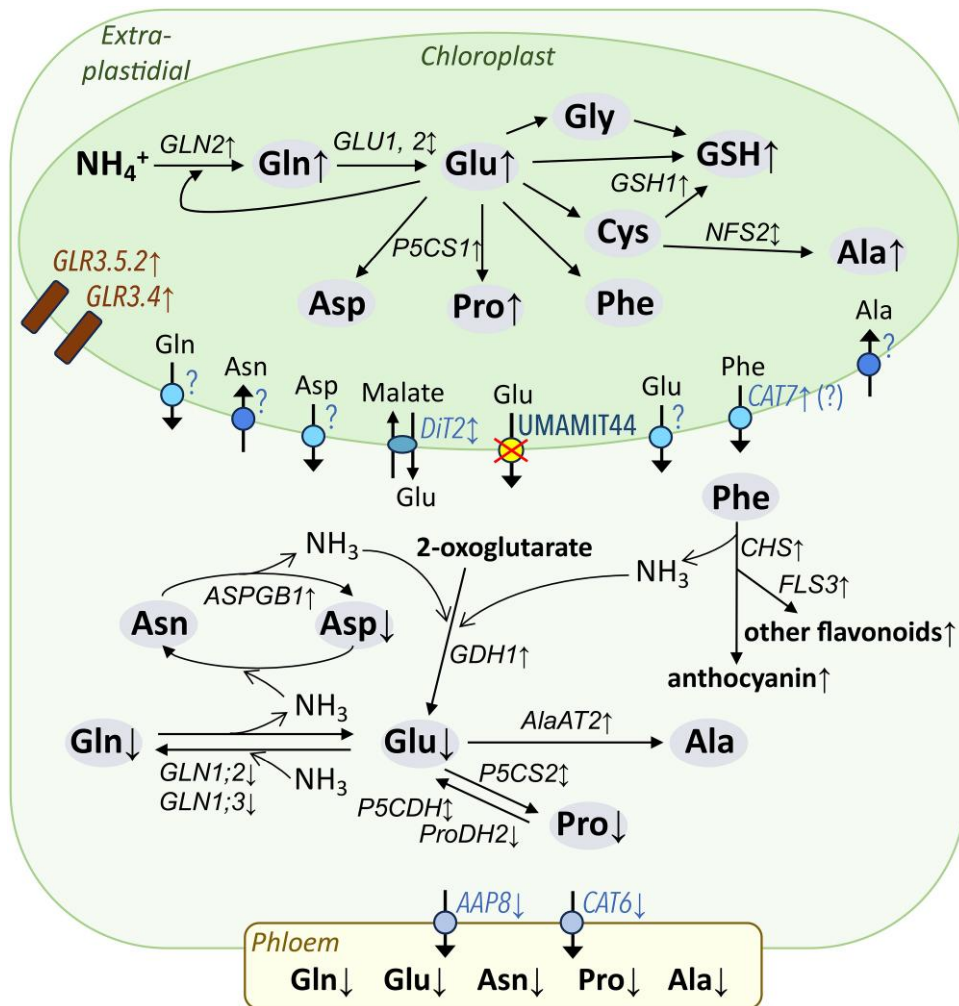 Extra-
plastidial
Chloroplast
Gly
GLN2↑
GLU1, 2↕
NH₄⁺
Gln↑
Glu↑
GSH↑
GSH1↑
Cys
NFS2↕
Ala↑
P5CS1↑
Asp
Pro↑
Phe
GLR3.5.2↑
GLR3.4↑
Gln
?
Asn
?
Asp
?
Malate
DiT2↕
Glu
Glu
UMAMIT44
Glu
?
Phe
CAT7↑ (?)
Ala
?
Phe
NH₃
2-oxoglutarate
NH₃
CHS↑
FLS3↑
ASPGB1↑
Asn
Asp↓
other flavonoids↑
GDH1↑
anthocyanin↑
NH₃
Gln↓
Glu↓
AlaAT2↑
Ala
GLN1;2↓
GLN1;3↓
NH₃
P5CS2↕
P5CDH↕
ProDH2↓
Pro↓
AAP8↓
CAT6↓
Phloem
Gln↓ Glu↓ Asn↓ Pro↓ Ala↓